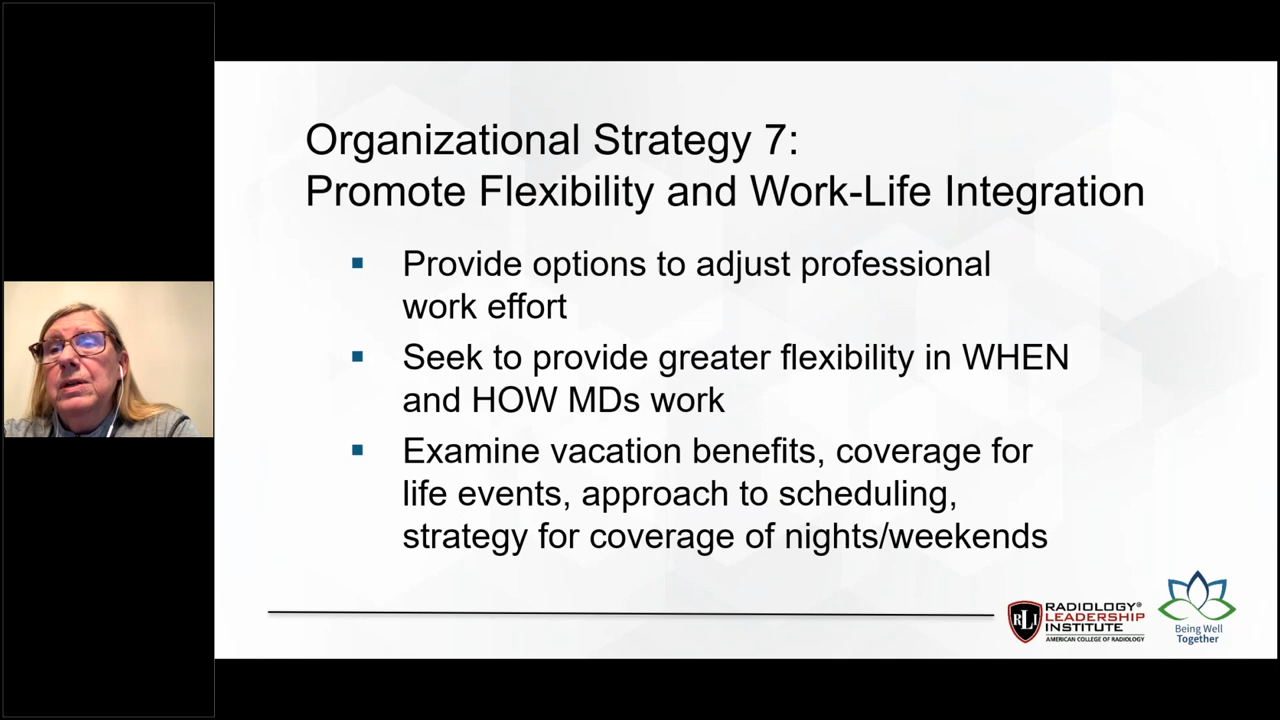 Organizational Strategy 7:
Promote Flexibility and Work-Life Integration
▪ Provide options to adjust professional
work effort
▪ Seek to provide greater flexibility in WHEN
and HOW MDs work
▪ Examine vacation benefits, coverage for
life events, approach to scheduling,
strategy for coverage of nights/weekends
RLI
RADIOLOGY®
LEADERSHIP
INSTITUTE
AMERICAN COLLEGE OF RADIOLOGY
Being Well
Together